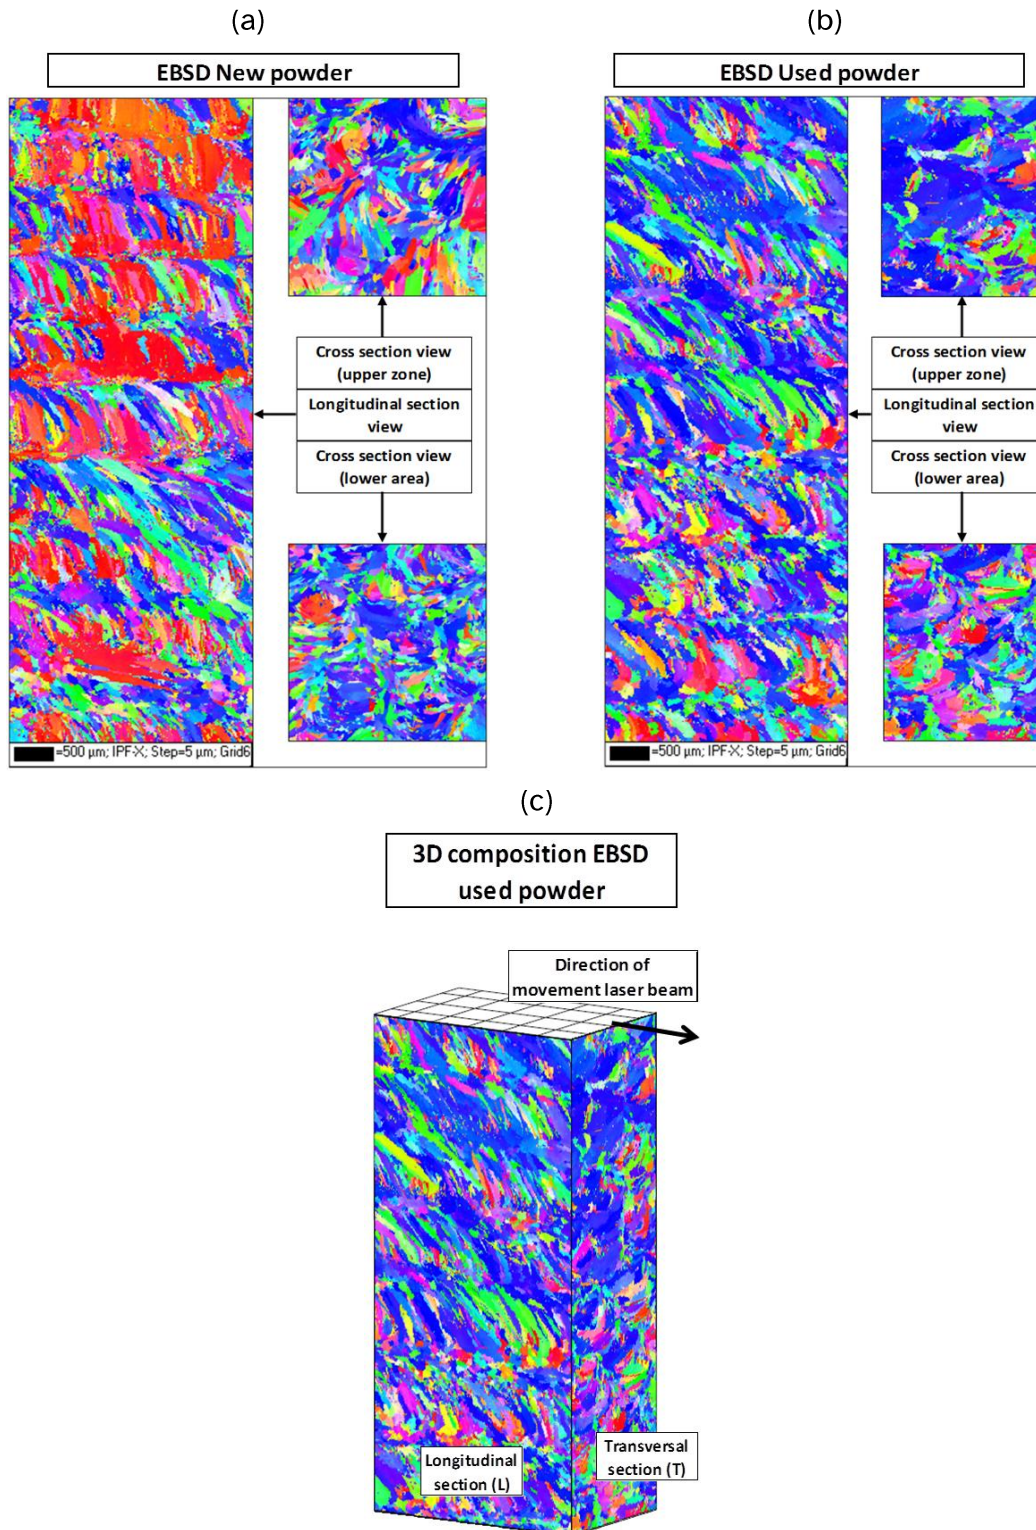 (a)
EBSD New powder
Cross section view
(upper zone)
Longitudinal section
view
Cross section view
(lower area)
=500 µm; IPF-X; Step=5 µm; Grid6
(b)
EBSD Used powder
Cross section view
(upper zone)
Longitudinal section
view
Cross section view
(lower area)
=500 µm; IPF-X; Step=5 µm; Grid6
(c)
3D composition EBSD
used powder
Direction of
movement laser beam
Longitudinal
section (L)
Transversal
section (T)